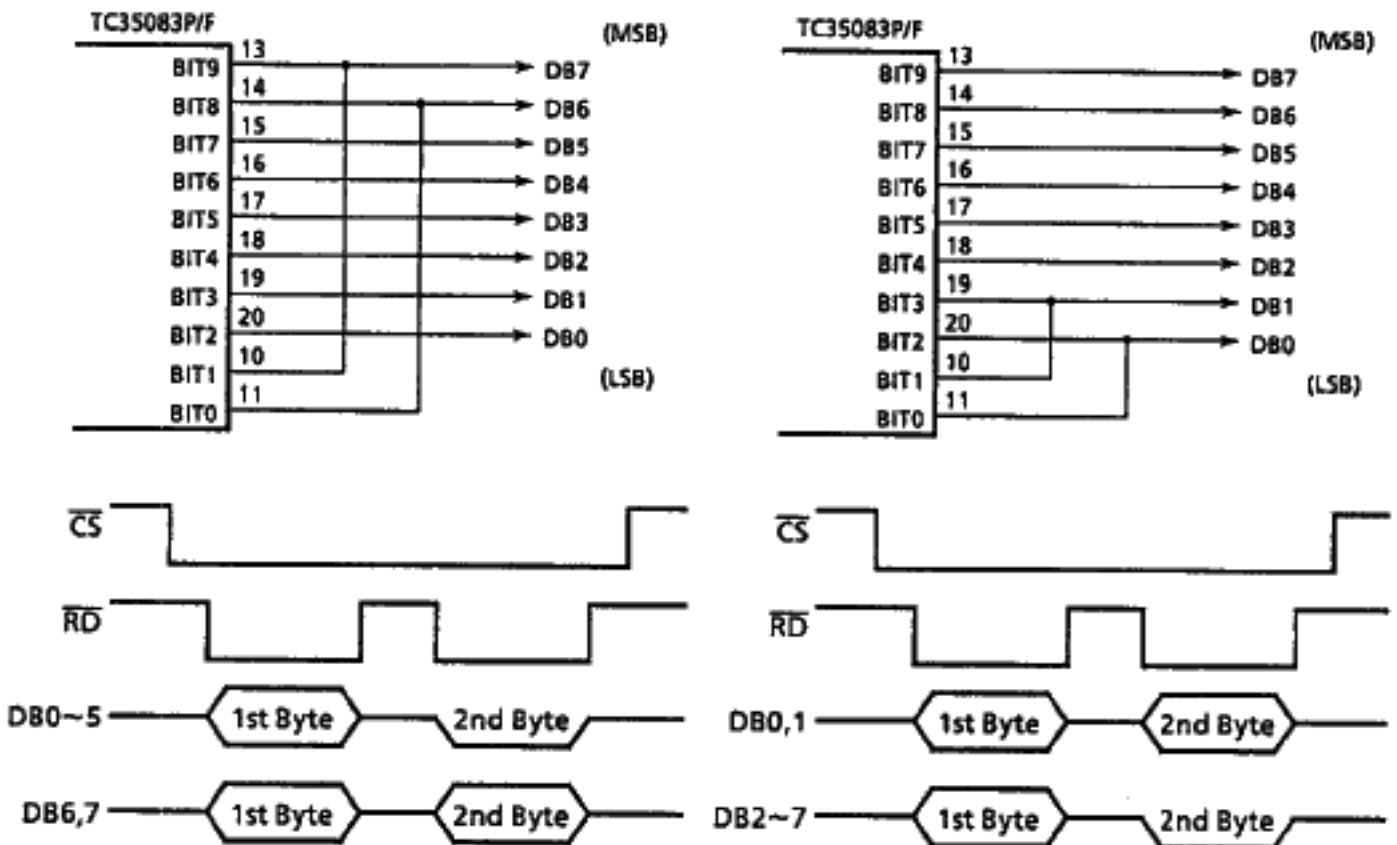 TC35083P/F
(MSB)
BIT9 13 DB7
BIT8 14 DB6
BIT7 15 DB5
BIT6 16 DB4
BIT5 17 DB3
BIT4 18 DB2
BIT3 19 DB1
BIT2 20 DB0
BIT1 10
(LSB)
BIT0 11
TC35083P/F
(MSB)
BIT9 13 DB7
BIT8 14 DB6
BIT7 15 DB5
BIT6 16 DB4
BIT5 17 DB3
BIT4 18 DB2
BIT3 19 DB1
BIT2 20 DB0
BIT1 10
(LSB)
BIT0 11
CS
RD
DB0~5 1st Byte 2nd Byte
DB6,7 1st Byte 2nd Byte
CS
RD
DB0,1 1st Byte 2nd Byte
DB2~7 1st Byte 2nd Byte